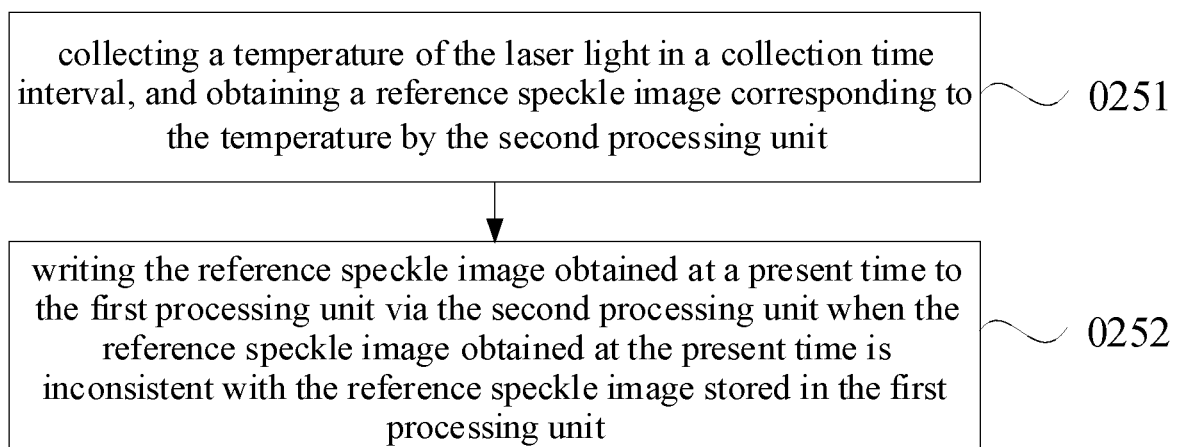 collecting a temperature of the laser light in a collection time
interval, and obtaining a reference speckle image corresponding to
the temperature by the second processing unit
0251
writing the reference speckle image obtained at a present time to
the first processing unit via the second processing unit when the
reference speckle image obtained at the present time is
inconsistent with the reference speckle image stored in the first
processing unit
0252